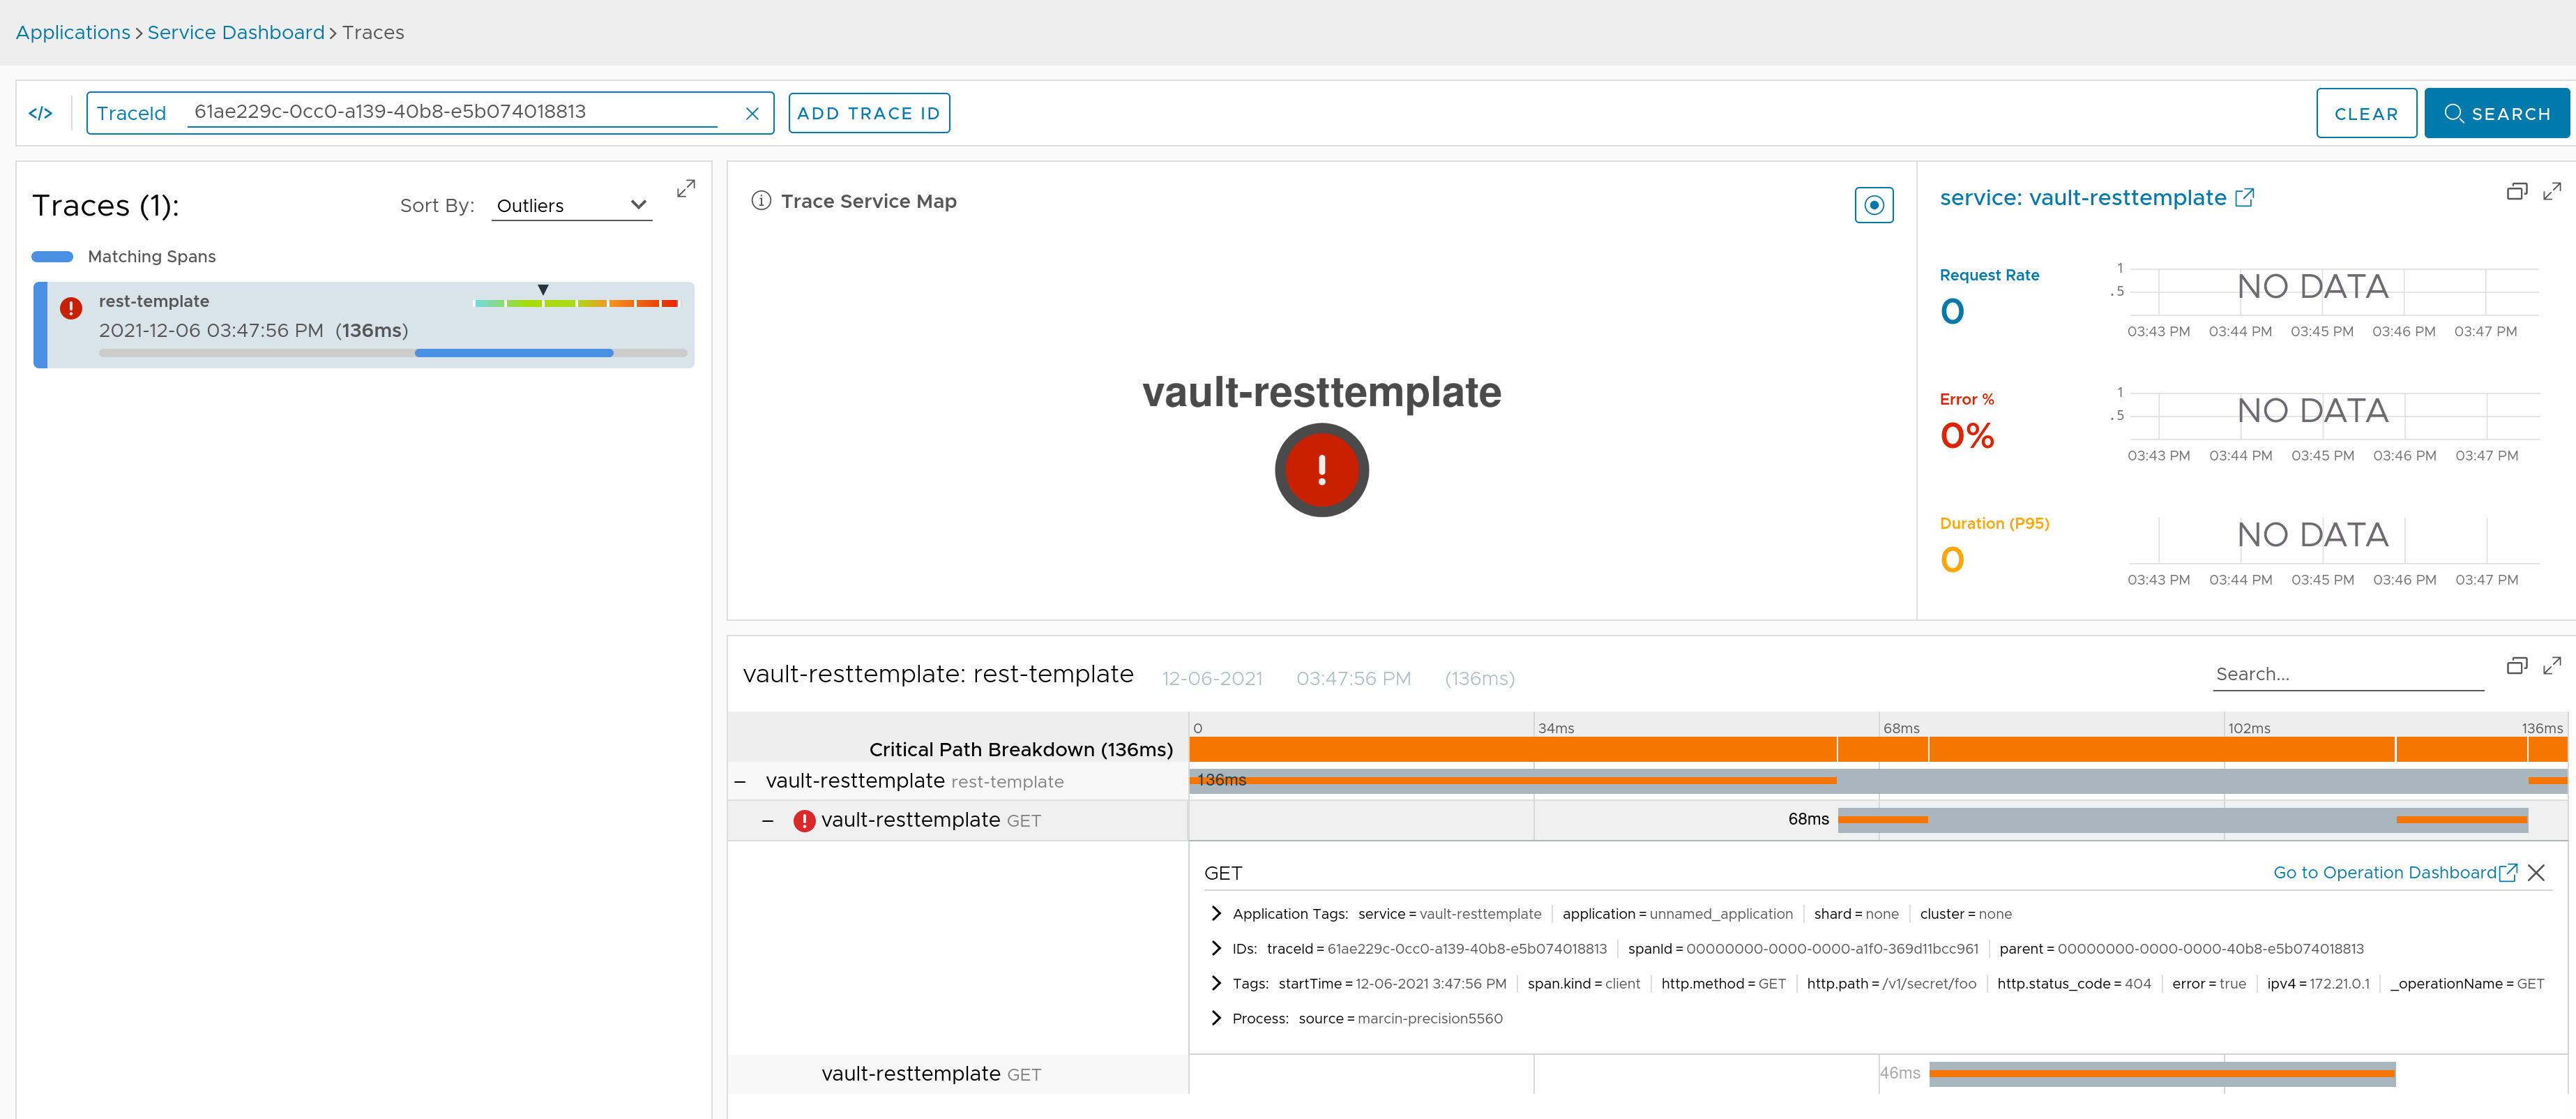 Applications > Service Dashboard > Traces
</> TraceId 61ae229c-0cc0-a139-40b8-e5b074018813 ADD TRACE ID CLEAR SEARCH
Traces (1): Sort By: Outliers
Matching Spans
rest-template
2021-12-06 03:47:56 PM (136ms)
Trace Service Map
vault-resttemplate
!
service: vault-resttemplate
Request Rate
0
1
.5
NO DATA
03:43 PM 03:44 PM 03:45 PM 03:46 PM 03:47 PM
Error %
0%
1
.5
NO DATA
03:43 PM 03:44 PM 03:45 PM 03:46 PM 03:47 PM
Duration (P95)
0
NO DATA
03:43 PM 03:44 PM 03:45 PM 03:46 PM 03:47 PM
vault-resttemplate: rest-template 12-06-2021 03:47:56 PM (136ms) Search...
0 34ms 68ms 102ms 136ms
Critical Path Breakdown (136ms)
vault-resttemplate rest-template 136ms
vault-resttemplate GET 68ms
GET Go to Operation Dashboard
Application Tags: service = vault-resttemplate application = unnamed_application shard = none cluster = none
IDs: traceId = 61ae229c-0cc0-a139-40b8-e5b074018813 spanId = 00000000-0000-0000-a1f0-369d11bcc961 parent = 00000000-0000-0000-40b8-e5b074018813
Tags: startTime = 12-06-2021 3:47:56 PM span.kind = client http.method = GET http.path = /v1/secret/foo http.status_code = 404 error = true ipv4 = 172.21.0.1 _operationName = GET
Process: source = marcin-precision5560
vault-resttemplate GET 46ms